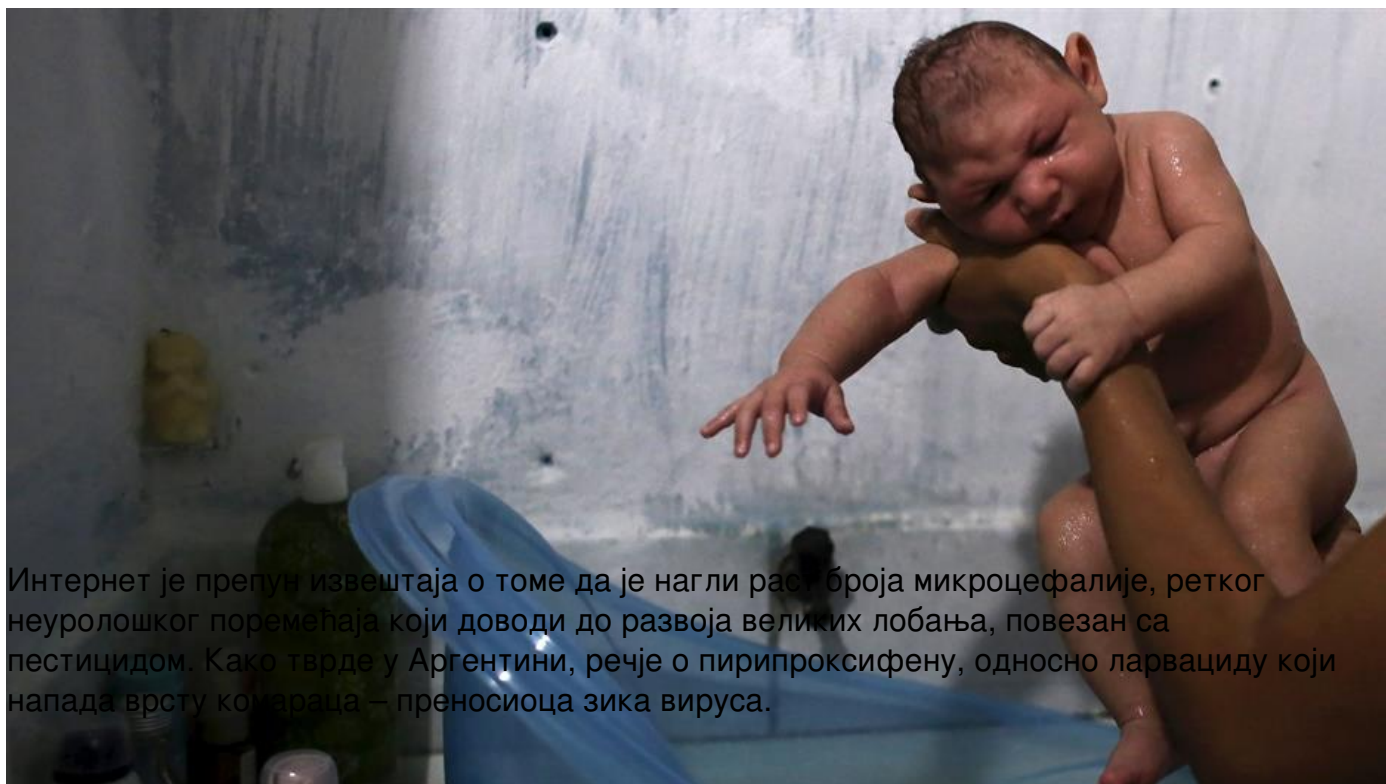 Интернет је препун извештаја о томе да је нагли раст броја микроцефалије, ретког
неуролошког поремећаја који доводи до развоја великих лобања, повезан са
пестицидом. Како тврде у Аргентини, речје о пирипроксифену, односно ларвациду који
напада врсту комараца – преносиоца зика вируса.